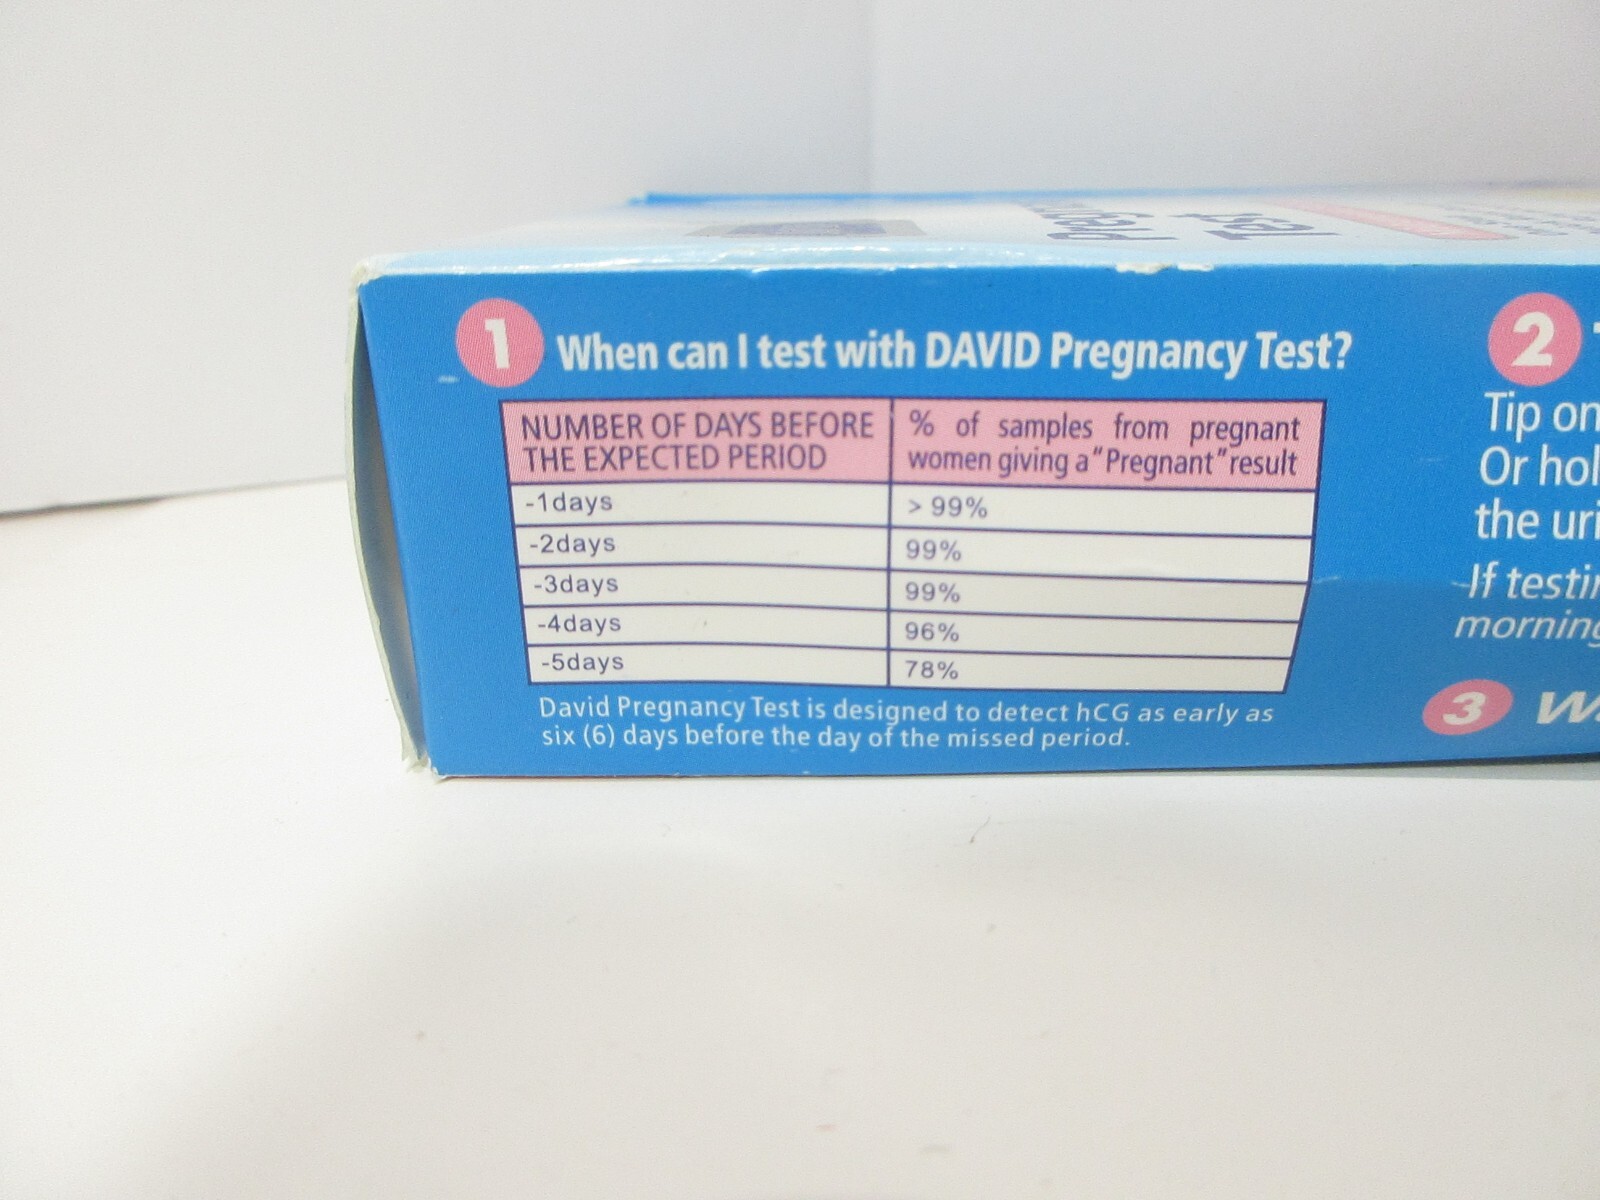 Test
1 When can I test with DAVID Pregnancy Test?
NUMBER OF DAYS BEFORE
THE EXPECTED PERIOD
% of samples from pregnant
women giving a "Pregnant" result
-1days > 99%
-2days 99%
-3days 99%
-4days 96%
-5days 78%
David Pregnancy Test is designed to detect hCG as early as
six (6) days before the day of the missed period.
2
Tip on
Or hol
the uri
If testin
morning
3 W